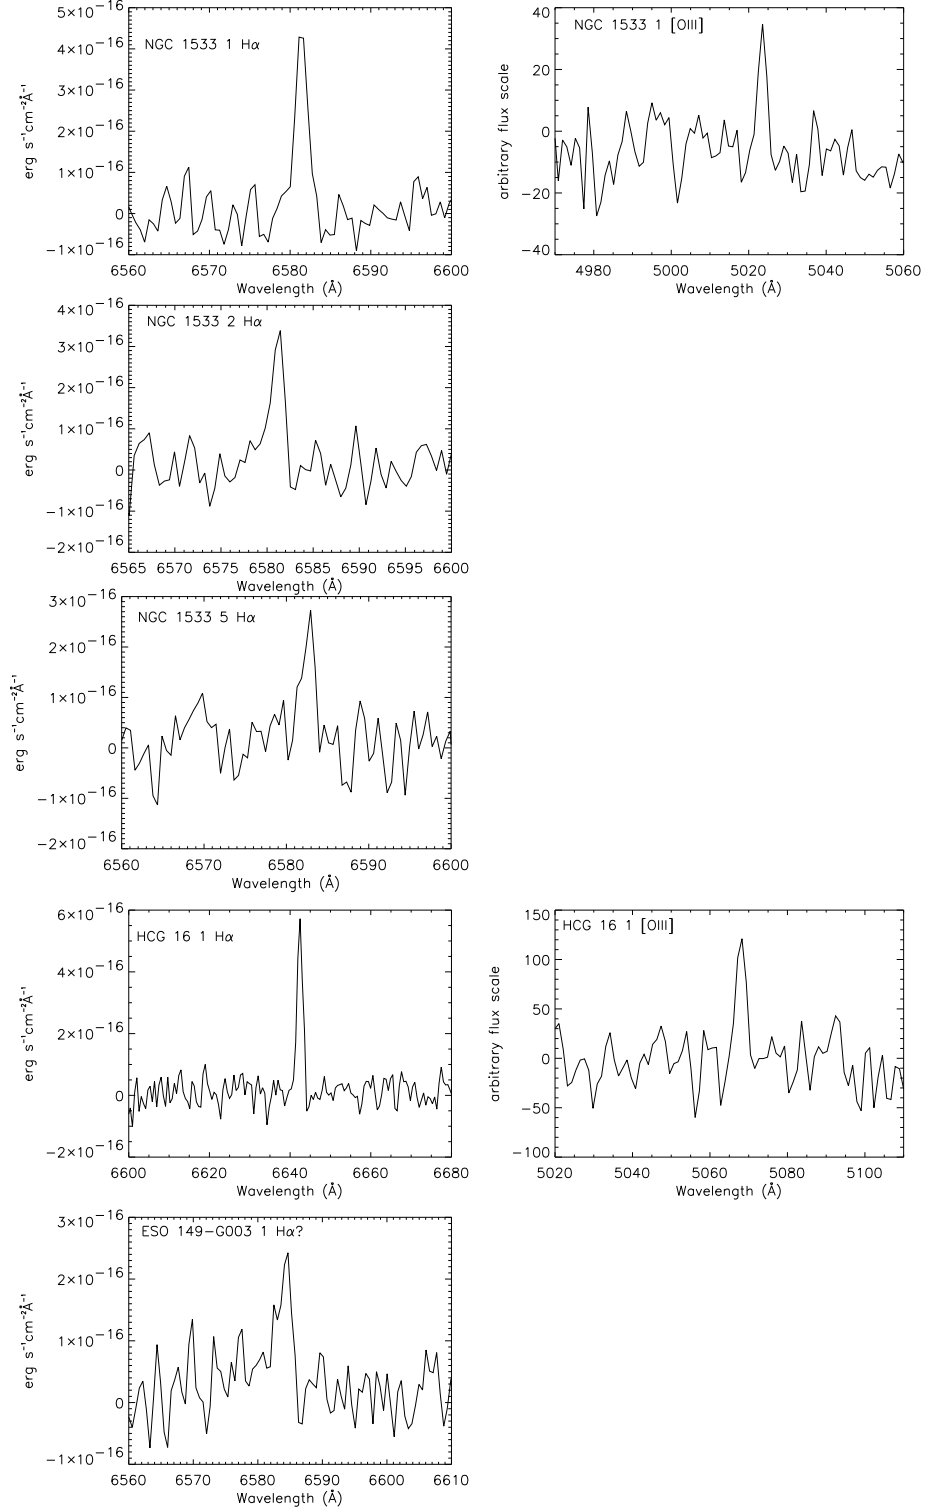 5×10⁻¹⁶
4×10⁻¹⁶
3×10⁻¹⁶
2×10⁻¹⁶
1×10⁻¹⁶
0
−1×10⁻¹⁶
erg s⁻¹cm⁻²Å⁻¹
NGC 1533 1 Hα
6560 6570 6580 6590 6600
Wavelength (Å)
40
20
0
−20
−40
arbitrary flux scale
NGC 1533 1 [OIII]
4980 5000 5020 5040 5060
Wavelength (Å)
4×10⁻¹⁶
3×10⁻¹⁶
2×10⁻¹⁶
1×10⁻¹⁶
0
−1×10⁻¹⁶
−2×10⁻¹⁶
erg s⁻¹cm⁻²Å⁻¹
NGC 1533 2 Hα
6565 6570 6575 6580 6585 6590 6595 6600
Wavelength (Å)
3×10⁻¹⁶
2×10⁻¹⁶
1×10⁻¹⁶
0
−1×10⁻¹⁶
−2×10⁻¹⁶
erg s⁻¹cm⁻²Å⁻¹
NGC 1533 5 Hα
6560 6570 6580 6590 6600
Wavelength (Å)
6×10⁻¹⁶
4×10⁻¹⁶
2×10⁻¹⁶
0
−2×10⁻¹⁶
erg s⁻¹cm⁻²Å⁻¹
HCG 16 1 Hα
6600 6620 6640 6660 6680
Wavelength (Å)
150
100
50
0
−50
−100
arbitrary flux scale
HCG 16 1 [OIII]
5020 5040 5060 5080 5100
Wavelength (Å)
3×10⁻¹⁶
2×10⁻¹⁶
1×10⁻¹⁶
0
−1×10⁻¹⁶
erg s⁻¹cm⁻²Å⁻¹
ESO 149−G003 1 Hα?
6560 6570 6580 6590 6600 6610
Wavelength (Å)